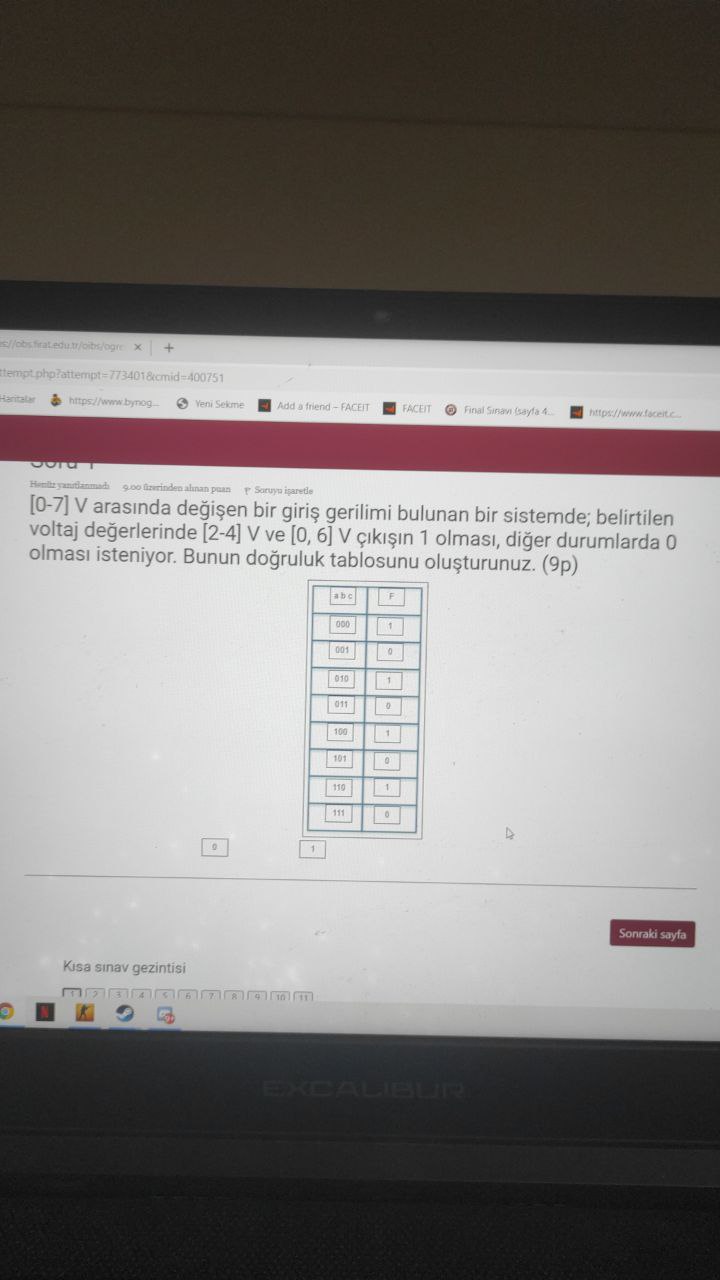 s://obs.firat.edu.tr/oibs/ogre × +
ttempt.php?attempt=773401&cmid=400751
Haritalar https://www.bynog... Yeni Sekme Add a friend – FACEIT FACEIT Final Sınavı (sayfa 4... https://www.faceit.c...
Soru 1
Henüz yanıtlanmadı 9.00 üzerinden alınan puan Soruyu işaretle
[0-7] V arasında değişen bir giriş gerilimi bulunan bir sistemde; belirtilen
voltaj değerlerinde [2-4] V ve [0, 6] V çıkışın 1 olması, diğer durumlarda 0
olması isteniyor. Bunun doğruluk tablosunu oluşturunuz. (9p)
a b c F
000 1
001 0
010 1
011 0
100 1
101 0
110 1
111 0
0 1
Sonraki sayfa
Kısa sınav gezintisi
1 2 3 4 5 6 7 8 9 10 11
N
EXCALIBUR